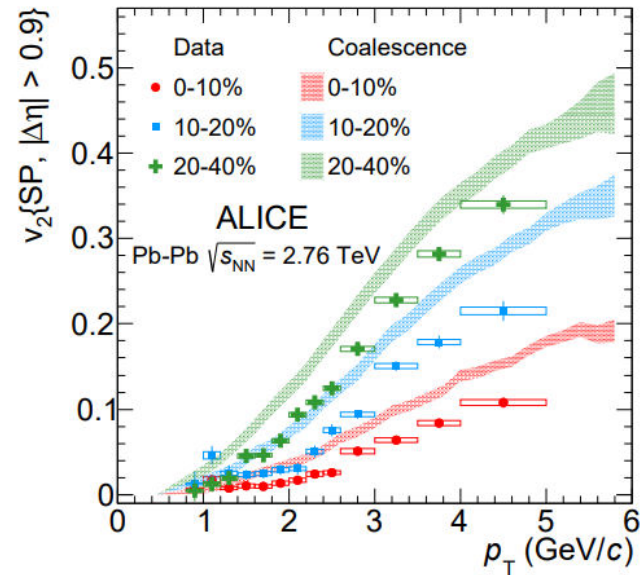 v₂{SP, |Δη| > 0.9}
0.5
0.4
0.3
0.2
0.1
0
Data Coalescence
0-10% 0-10%
10-20% 10-20%
20-40% 20-40%
ALICE
Pb-Pb √sNN = 2.76 TeV
0 1 2 3 4 5 6
pT (GeV/c)